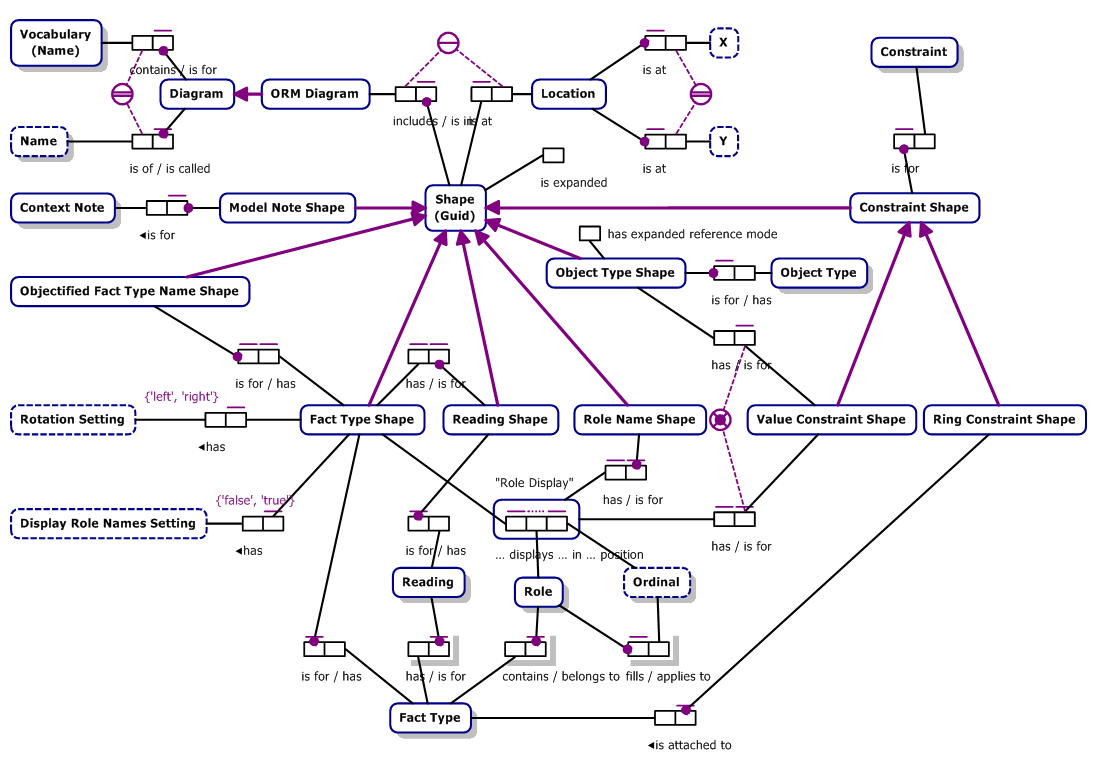 Vocabulary
(Name)
contains / is for
Diagram
ORM Diagram
includes / is in
is at
Location
is at
X
Constraint
Name
is of / is called
is at
Y
is for
is expanded
Context Note
◄is for
Model Note Shape
Shape
(Guid)
Constraint Shape
has expanded reference mode
Objectified Fact Type Name Shape
Object Type Shape
is for / has
Object Type
is for / has
has / is for
has / is for
{'left', 'right'}
Rotation Setting
◄has
Fact Type Shape
Reading Shape
Role Name Shape
Value Constraint Shape
Ring Constraint Shape
"Role Display"
has / is for
{'false', 'true'}
Display Role Names Setting
◄has
is for / has
... displays ... in ... position
has / is for
Reading
Role
Ordinal
is for / has
has / is for
contains / belongs to
fills / applies to
Fact Type
◄is attached to